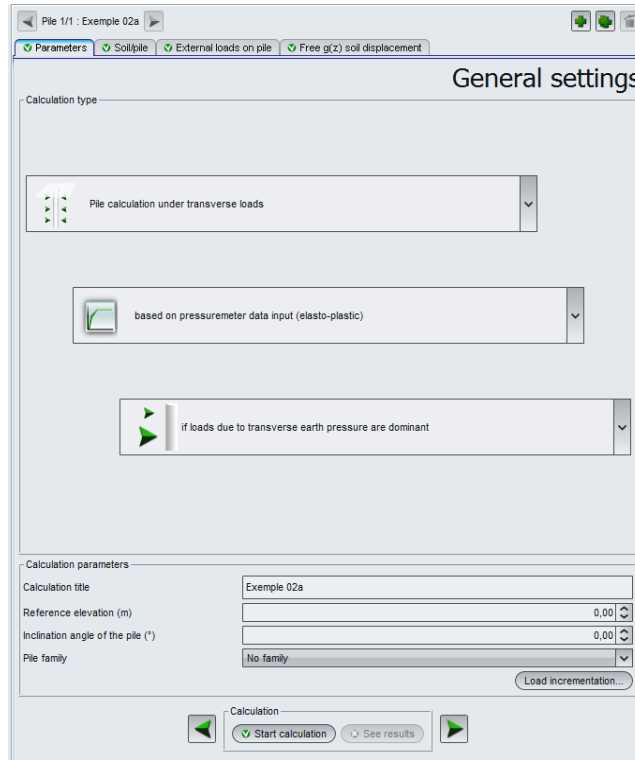 Pile 1/1 : Exemple 02a
Parameters
Soil/pile
External loads on pile
Free g(z) soil displacement
General settings
Calculation type
Pile calculation under transverse loads
based on pressuremeter data input (elasto-plastic)
if loads due to transverse earth pressure are dominant
Calculation parameters
Calculation title
Exemple 02a
Reference elevation (m)
0,00
Inclination angle of the pile (°)
0,00
Pile family
No family
Load incrementation...
Calculation
Start calculation
See results